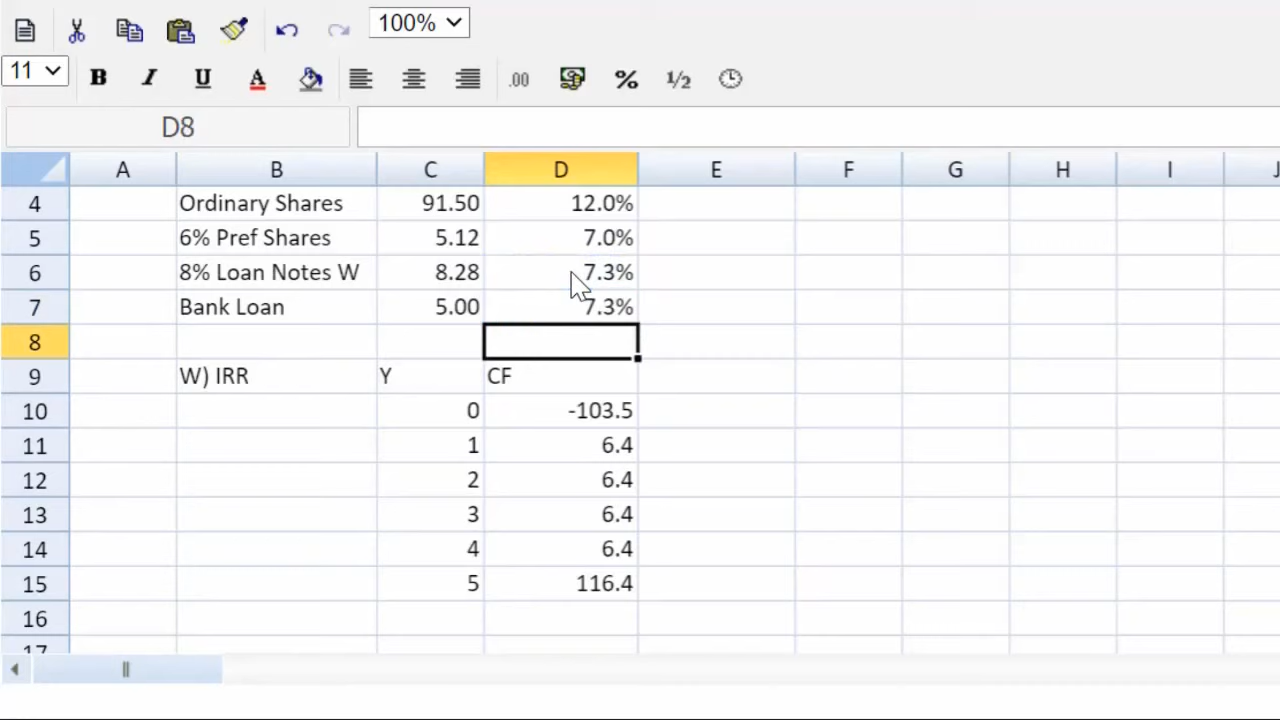 100%
11 B I U A .00 % 1/2
D8
A B C D E F G H I J
4 Ordinary Shares 91.50 12.0%
5 6% Pref Shares 5.12 7.0%
6 8% Loan Notes W 8.28 7.3%
7 Bank Loan 5.00 7.3%
8
9 W) IRR Y CF
10 0 -103.5
11 1 6.4
12 2 6.4
13 3 6.4
14 4 6.4
15 5 116.4
16
17